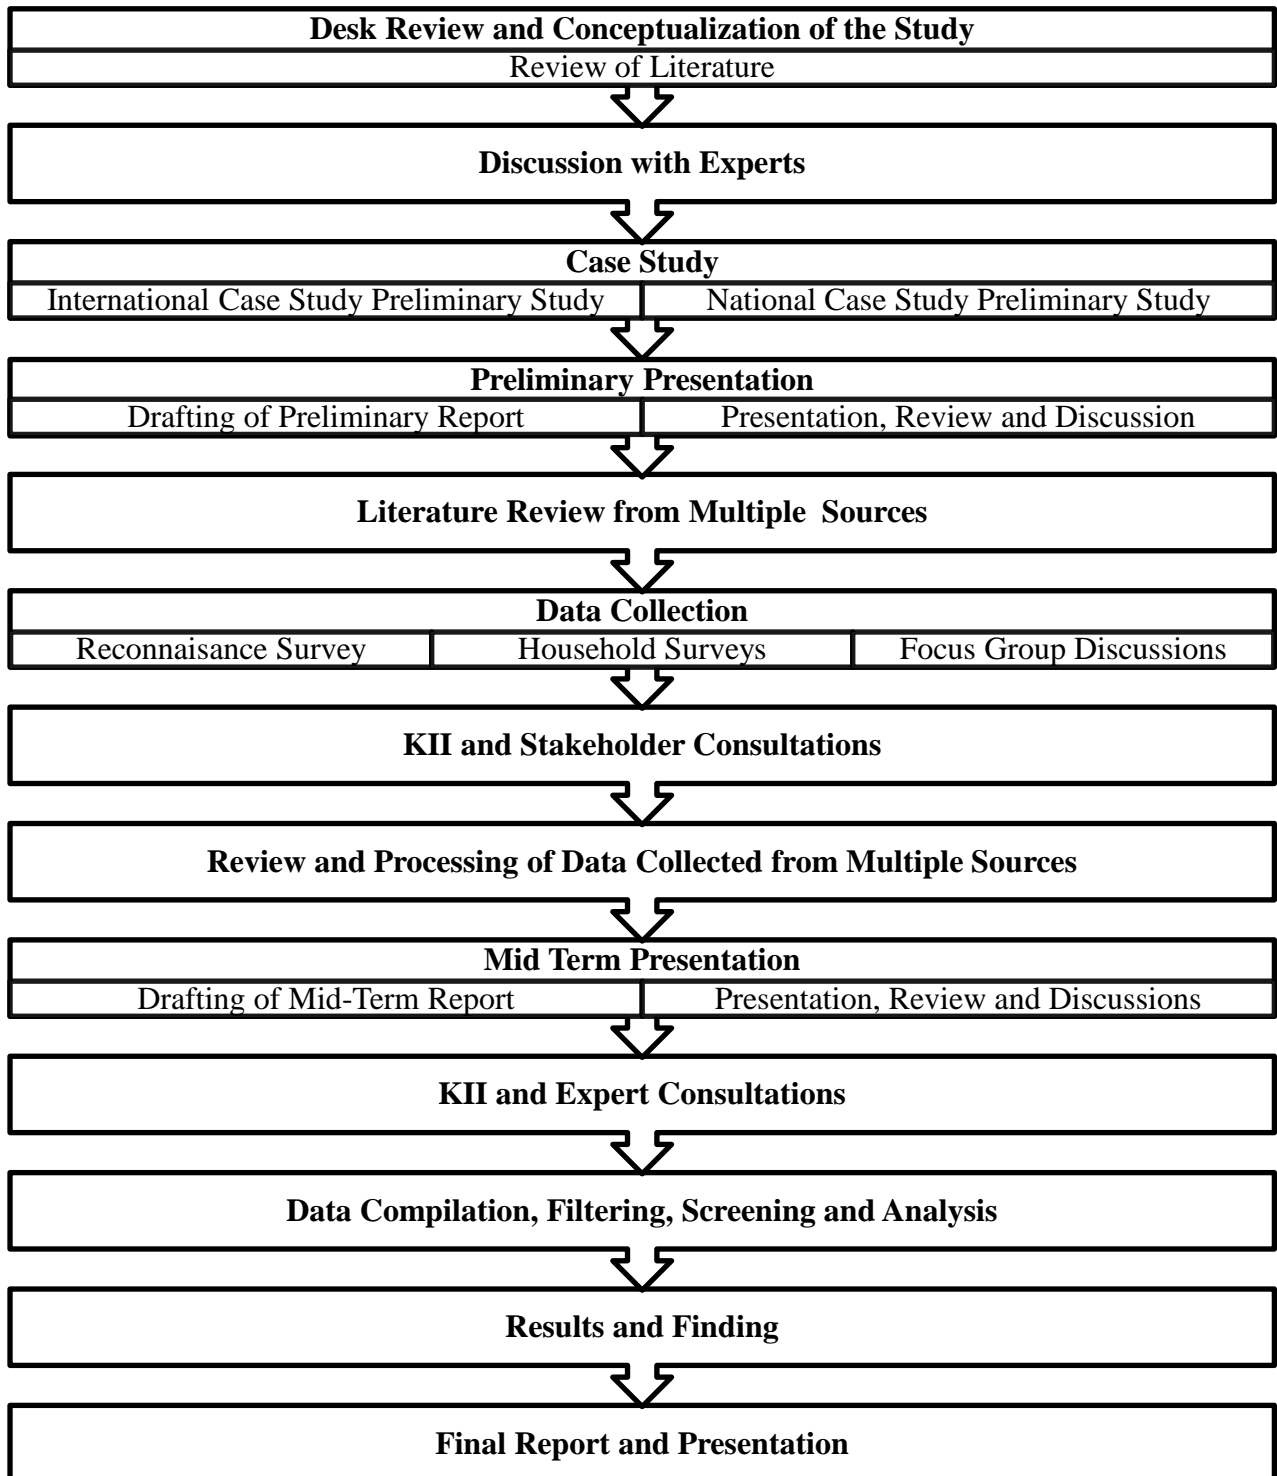 Desk Review and Conceptualization of the Study
Review of Literature
Discussion with Experts
Case Study
International Case Study Preliminary Study
National Case Study Preliminary Study
Preliminary Presentation
Drafting of Preliminary Report
Presentation, Review and Discussion
Literature Review from Multiple Sources
Data Collection
Reconnaisance Survey
Household Surveys
Focus Group Discussions
KII and Stakeholder Consultations
Review and Processing of Data Collected from Multiple Sources
Mid Term Presentation
Drafting of Mid-Term Report
Presentation, Review and Discussions
KII and Expert Consultations
Data Compilation, Filtering, Screening and Analysis
Results and Finding
Final Report and Presentation